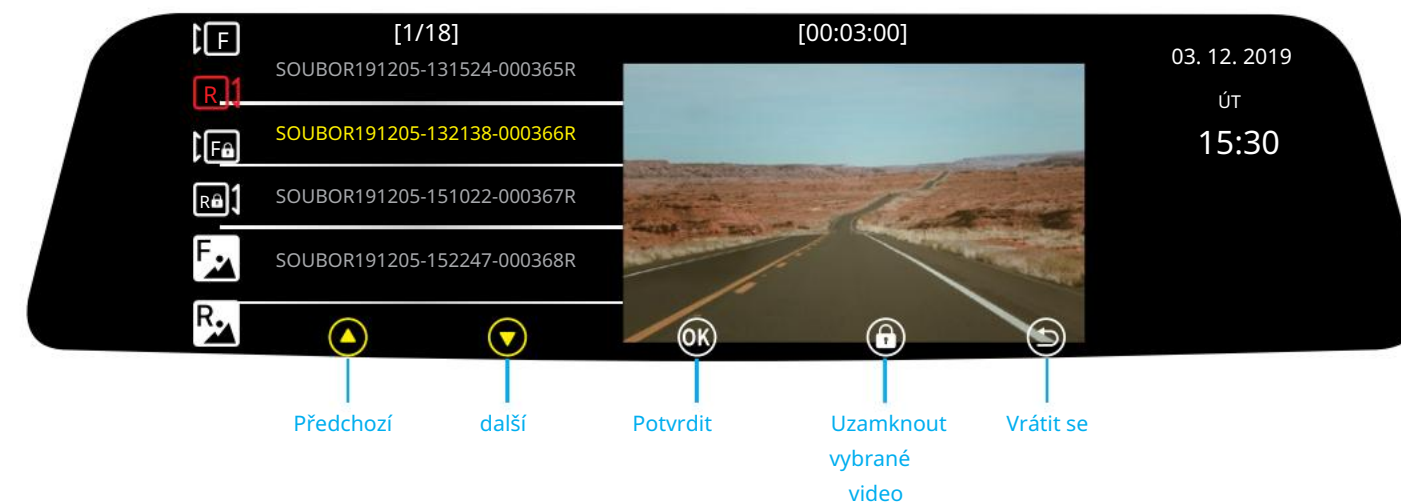 F
[1/18]
[00:03:00]
SOUBOR191205-131524-000365R
03. 12. 2019
R
ÚT
SOUBOR191205-132138-000366R
15:30
F
SOUBOR191205-151022-000367R
R
F
SOUBOR191205-152247-000368R
R
OK
Předchozí
další
Potvrdit
Uzamknout
vybrané
video
Vrátit se